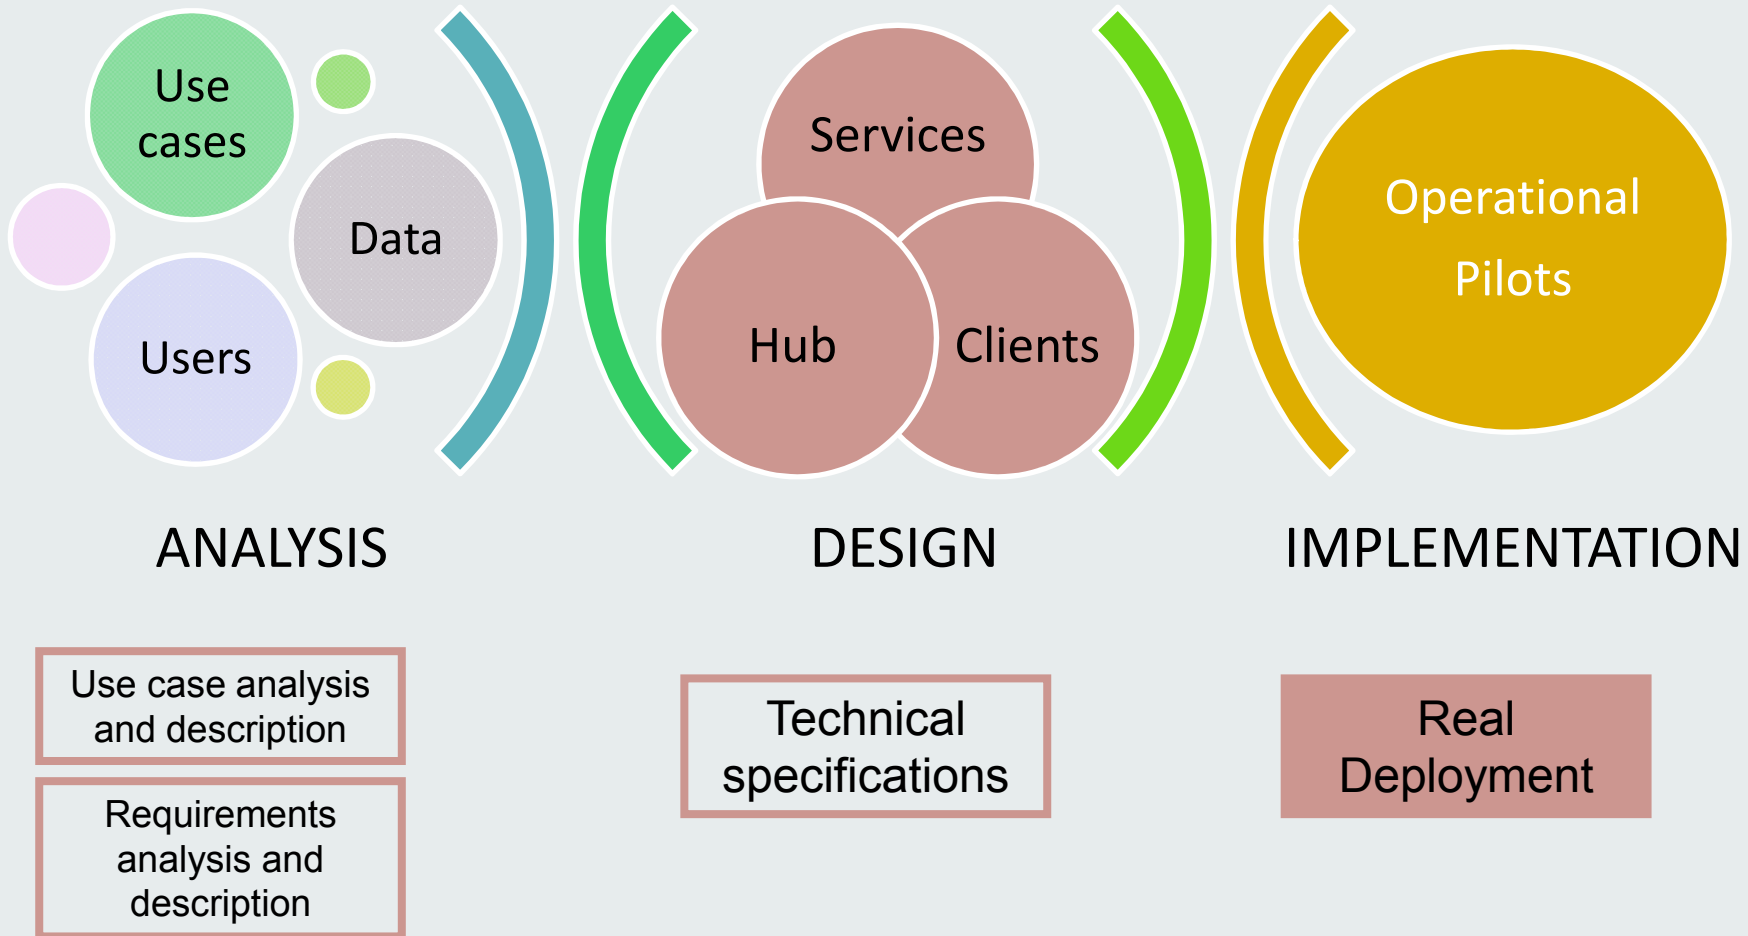 Use
cases
Data
Users
Services
Hub
Clients
Operational
Pilots
ANALYSIS
DESIGN
IMPLEMENTATION
Use case analysis
and description
Requirements
analysis and
description
Technical
specifications
Real
Deployment